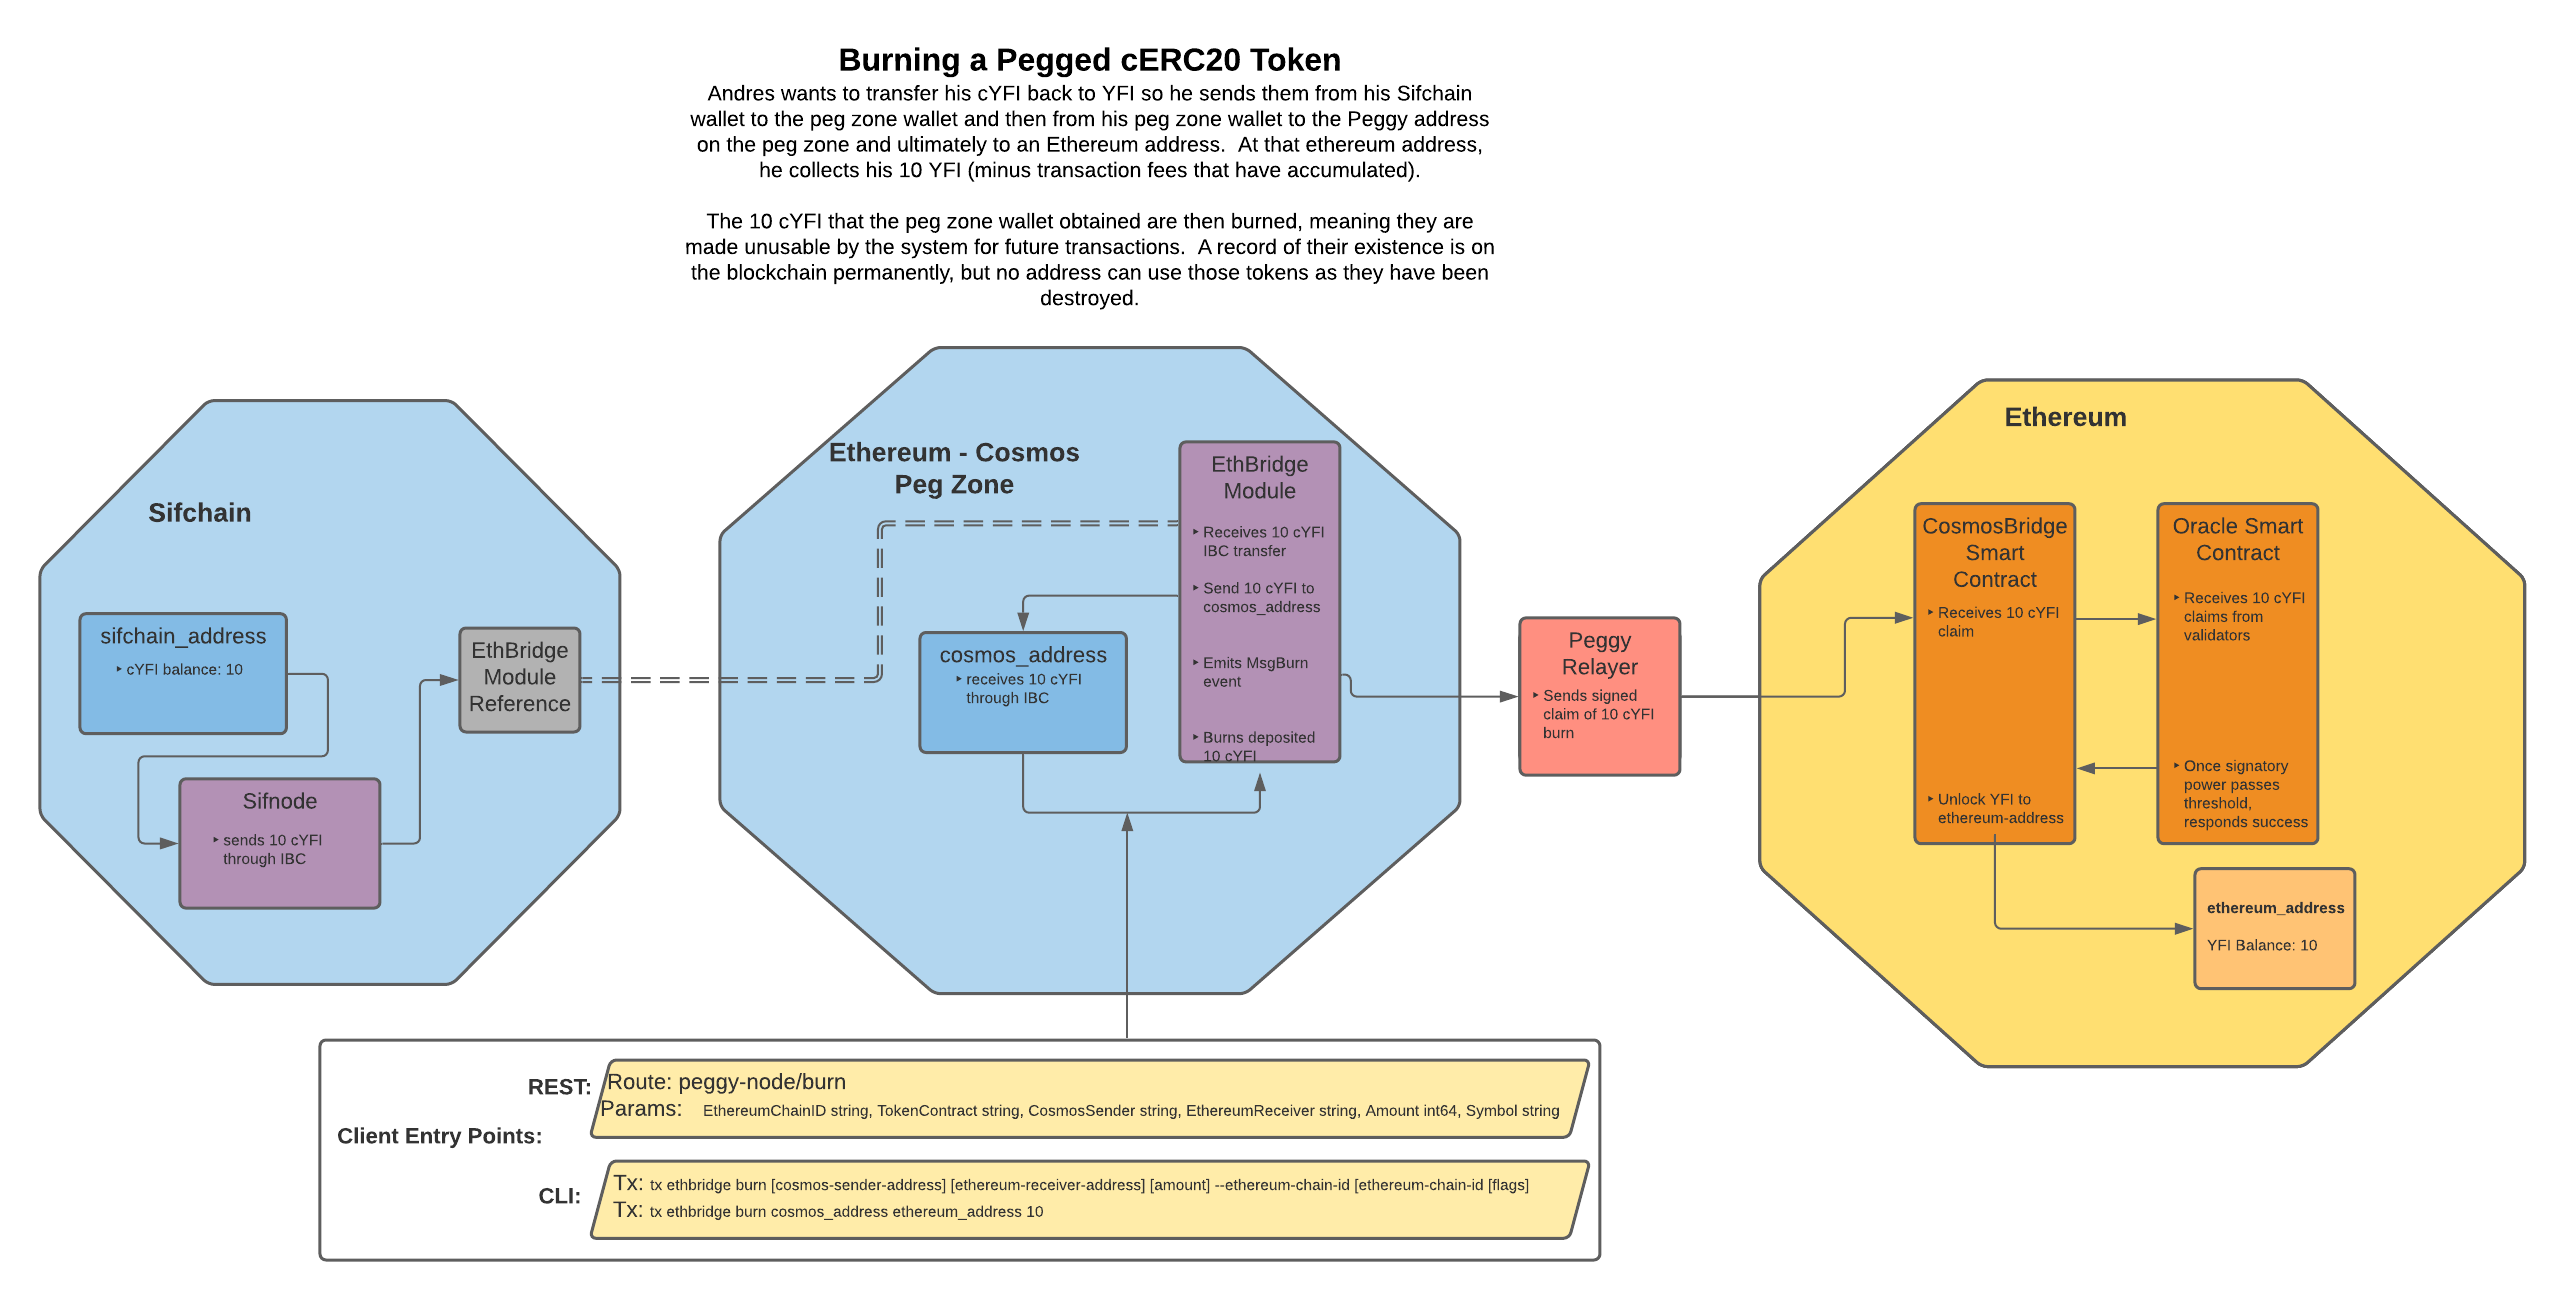 Burning a Pegged cERC20 Token
Andres wants to transfer his cYFI back to YFI so he sends them from his Sifchain
wallet to the peg zone wallet and then from his peg zone wallet to the Peggy address
on the peg zone and ultimately to an Ethereum address.  At that ethereum address,
he collects his 10 YFI (minus transaction fees that have accumulated).
The 10 cYFI that the peg zone wallet obtained are then burned, meaning they are
made unusable by the system for future transactions.  A record of their existence is on
the blockchain permanently, but no address can use those tokens as they have been
destroyed.
Sifchain
sifchain_address
‣ cYFI balance: 10
Sifnode
‣ sends 10 cYFI
through IBC
EthBridge
Module
Reference
Ethereum - Cosmos
Peg Zone
EthBridge
Module
‣ Receives 10 cYFI
IBC transfer
‣ Send 10 cYFI to
cosmos_address
‣ Emits MsgBurn
event
‣ Burns deposited
10 cYFI
cosmos_address
‣ receives 10 cYFI
through IBC
Peggy
Relayer
‣ Sends signed
claim of 10 cYFI
burn
Ethereum
CosmosBridge
Smart
Contract
‣ Receives 10 cYFI
claim
‣ Unlock YFI to
ethereum-address
Oracle Smart
Contract
‣ Receives 10 cYFI
claims from
validators
‣ Once signatory
power passes
threshold,
responds success
ethereum_address
YFI Balance: 10
Client Entry Points:
REST:
Route: peggy-node/burn
Params: EthereumChainID string, TokenContract string, CosmosSender string, EthereumReceiver string, Amount int64, Symbol string
CLI:
Tx: tx ethbridge burn [cosmos-sender-address] [ethereum-receiver-address] [amount] --ethereum-chain-id [ethereum-chain-id [flags]
Tx: tx ethbridge burn cosmos_address ethereum_address 10